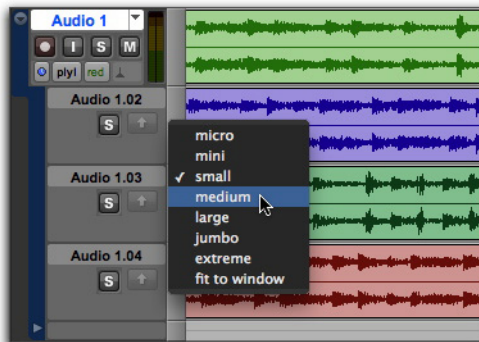 Audio 1
I S M
plyl red
Audio 1.02
S
micro
mini
Audio 1.03
✓ small
S
medium
large
jumbo
Audio 1.04
extreme
S
fit to window